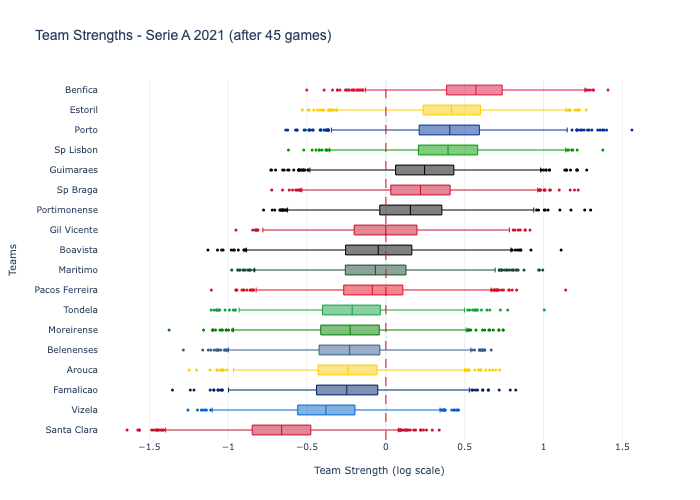 Team Strengths - Serie A 2021 (after 45 games)
Benfica
Estoril
Porto
Sp Lisbon
Guimaraes
Sp Braga
Portimonense
Gil Vicente
Boavista
Maritimo
Pacos Ferreira
Tondela
Moreirense
Belenenses
Arouca
Famalicao
Vizela
Santa Clara
Teams
−1.5 −1 −0.5 0 0.5 1 1.5
Team Strength (log scale)